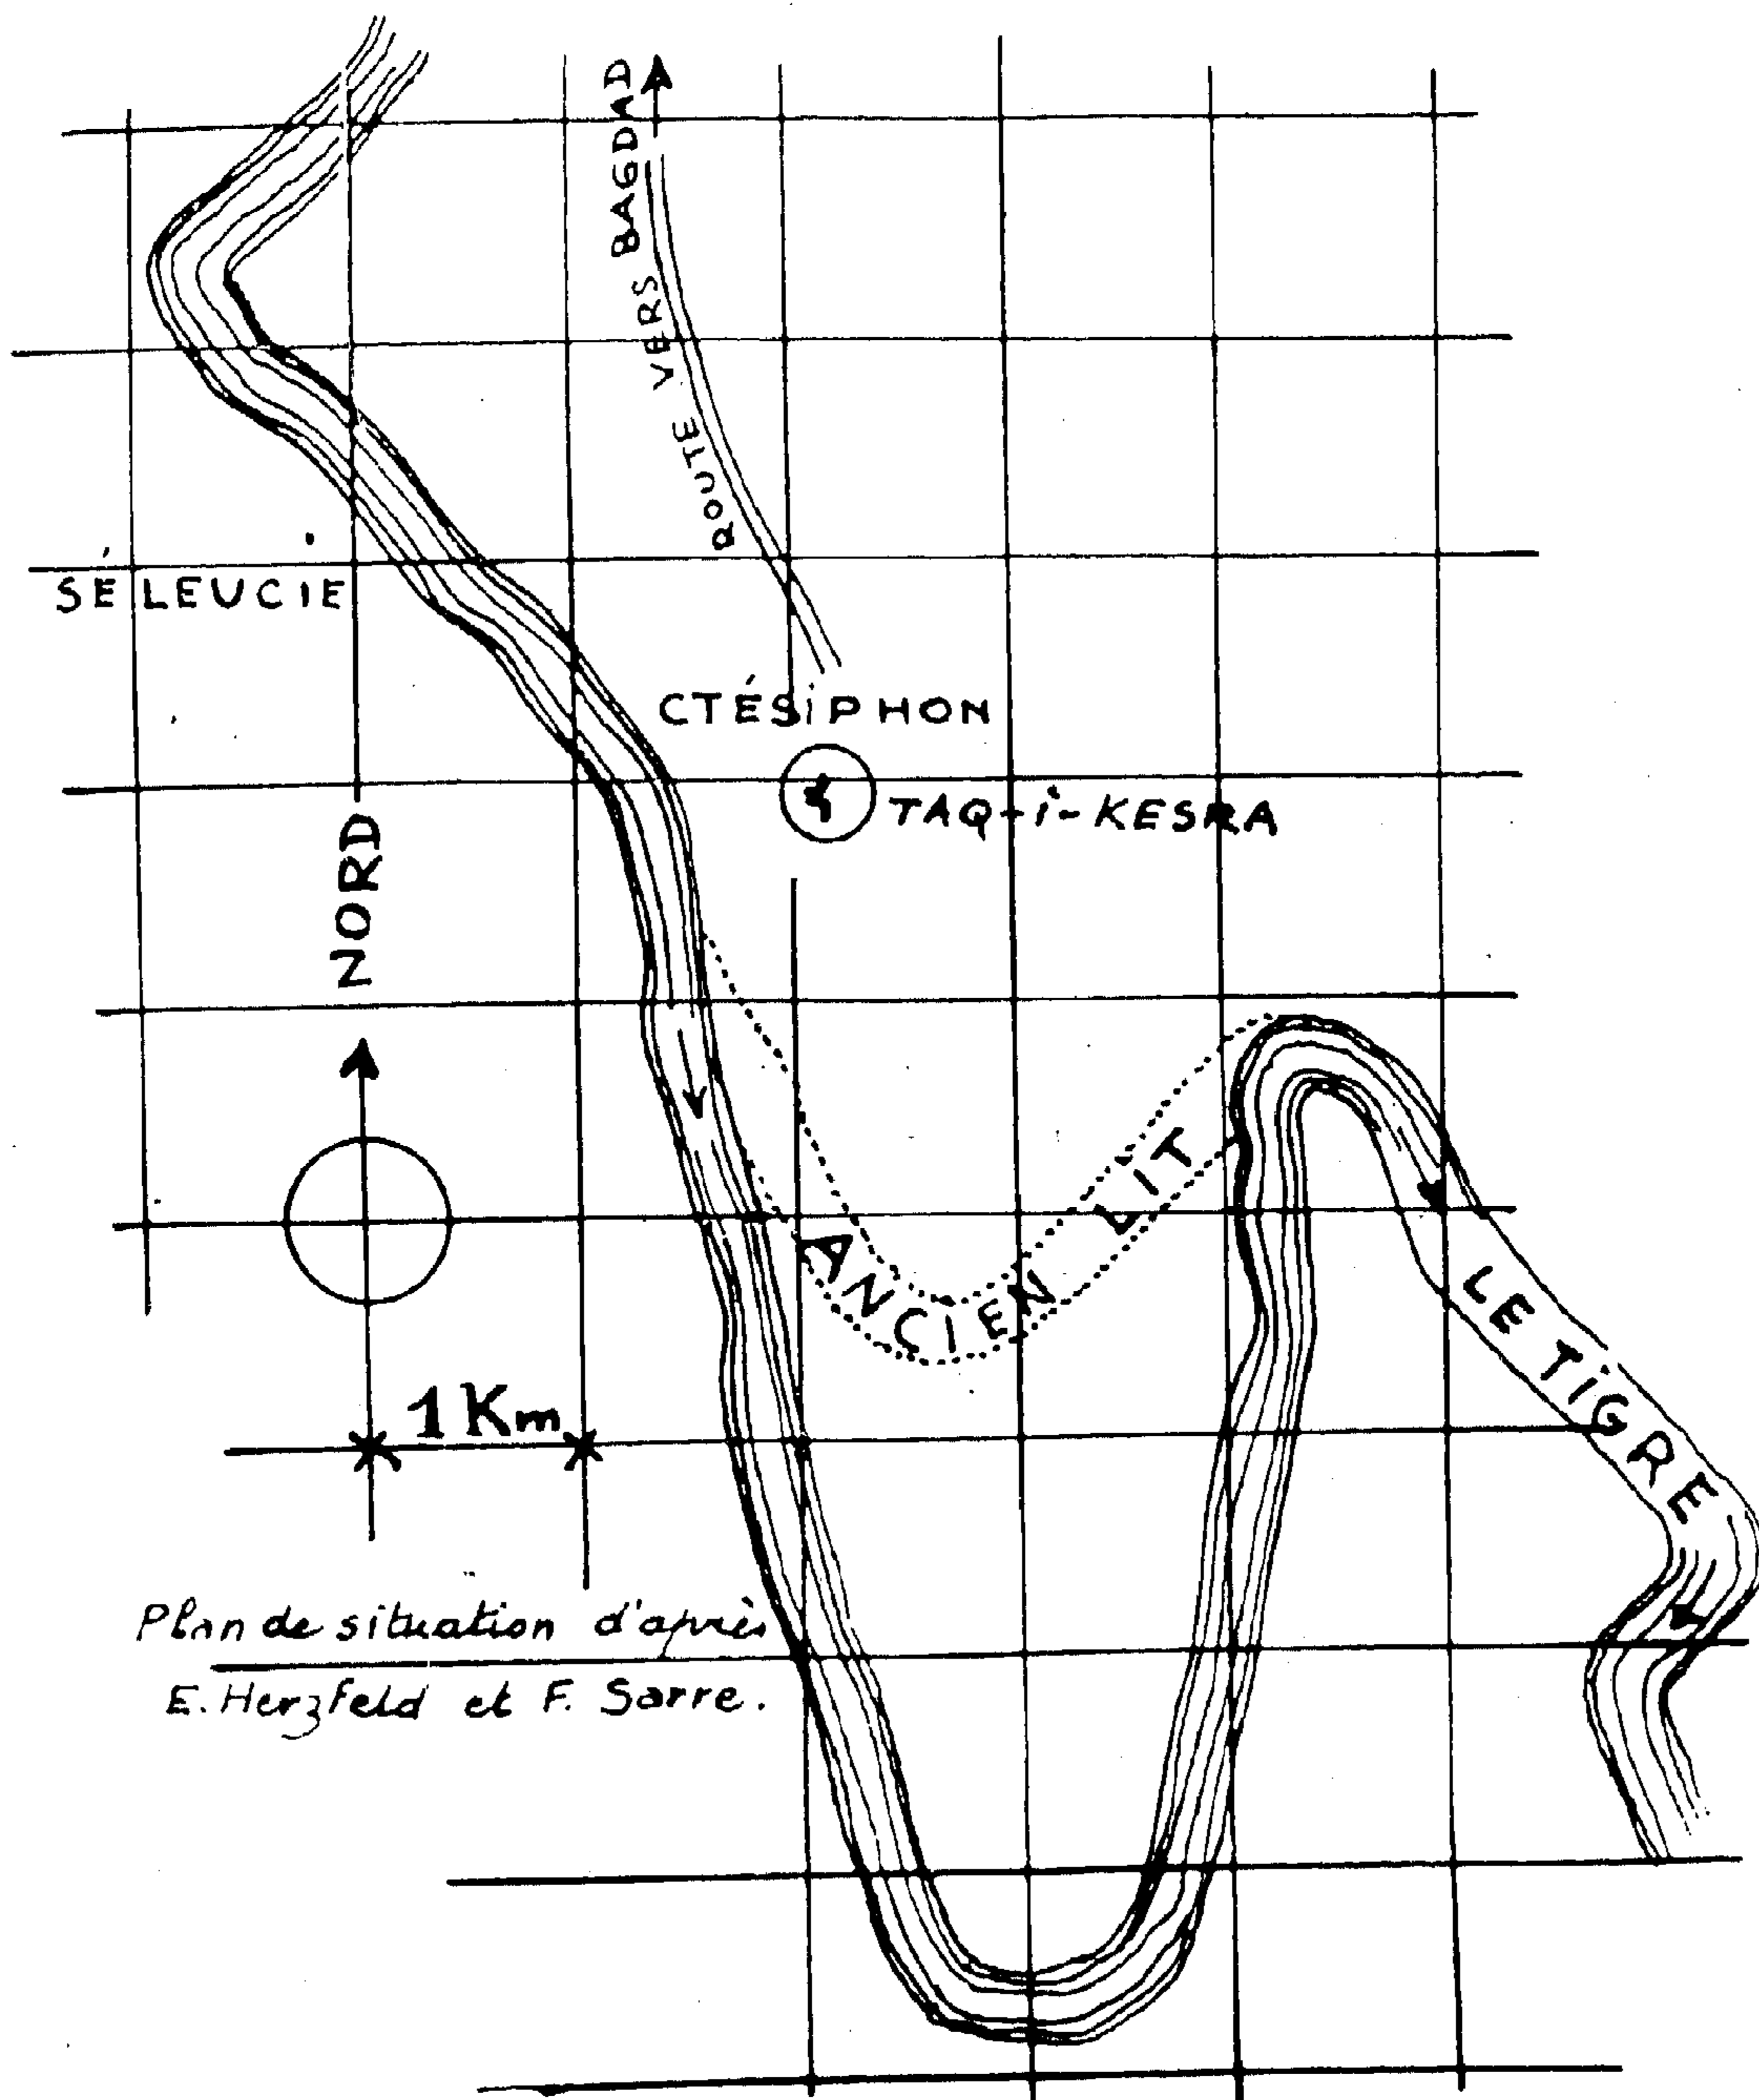 ROUTE VERS BAGDAD
SÉLEUCIE
CTÉSiPHON
TAQ-i-KESRA
NORD
ANCIEN LIT
LE TiGRE
1 Km
Plan de situation d'après
E. Herzfeld et F. Sarre.